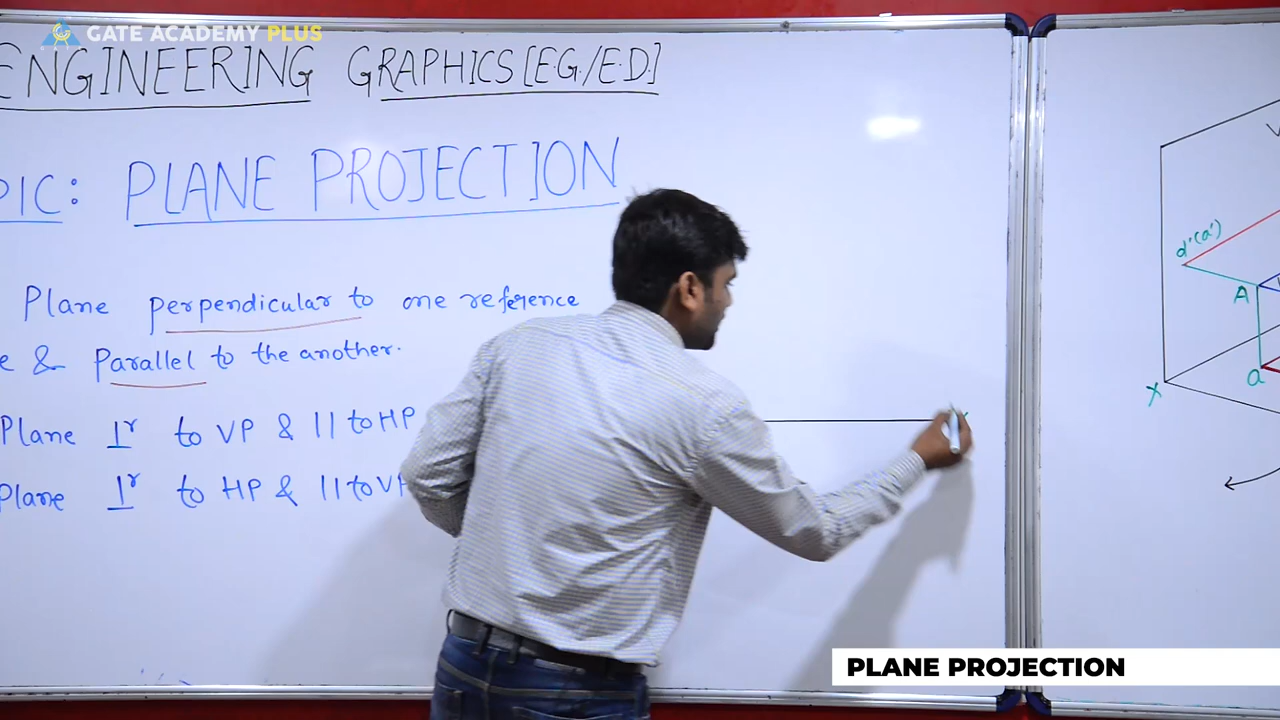 GATE ACADEMY PLUS
ENGINEERING GRAPHICS [E.G./E.D]
PIC: PLANE PROJECTION
Plane perpendicular to one reference
e & Parallel to the another.
Plane ⊥r to VP & || to HP
Plane ⊥r to HP & || to VP
d'(a')
A
a
X
PLANE PROJECTION